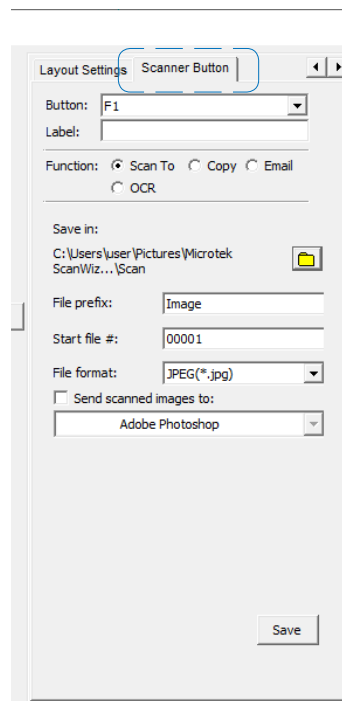 Layout Settings Scanner Button
Button: F1
Label:
Function: Scan To Copy Email
OCR
Save in:
C:\Users\user\Pictures\Microtek
ScanWiz...\Scan
File prefix: Image
Start file #: 00001
File format: JPEG(*.jpg)
Send scanned images to:
Adobe Photoshop
Save